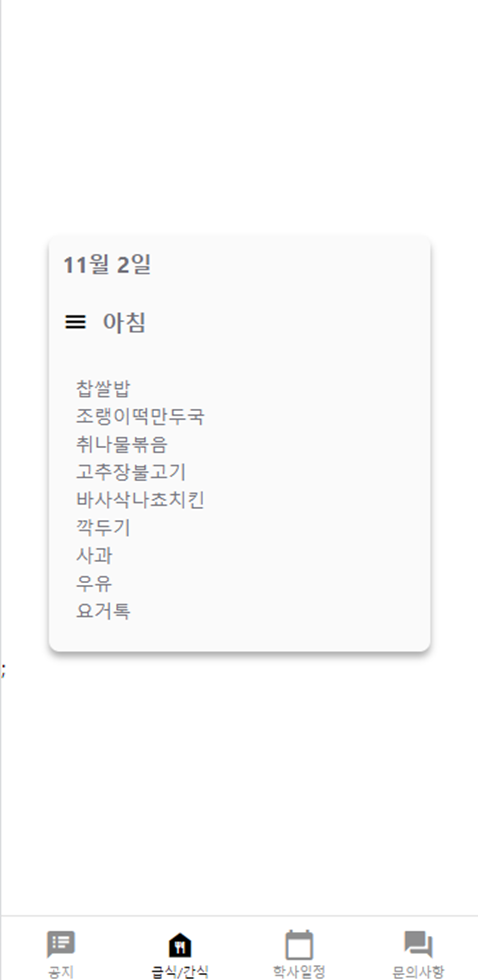 11월 2일
아침
찹쌀밥
조랭이떡만두국
취나물볶음
고추장불고기
바사삭나쵸치킨
깍두기
사과
우유
요거톡
;
공지 급식/간식 학사일정 문의사항